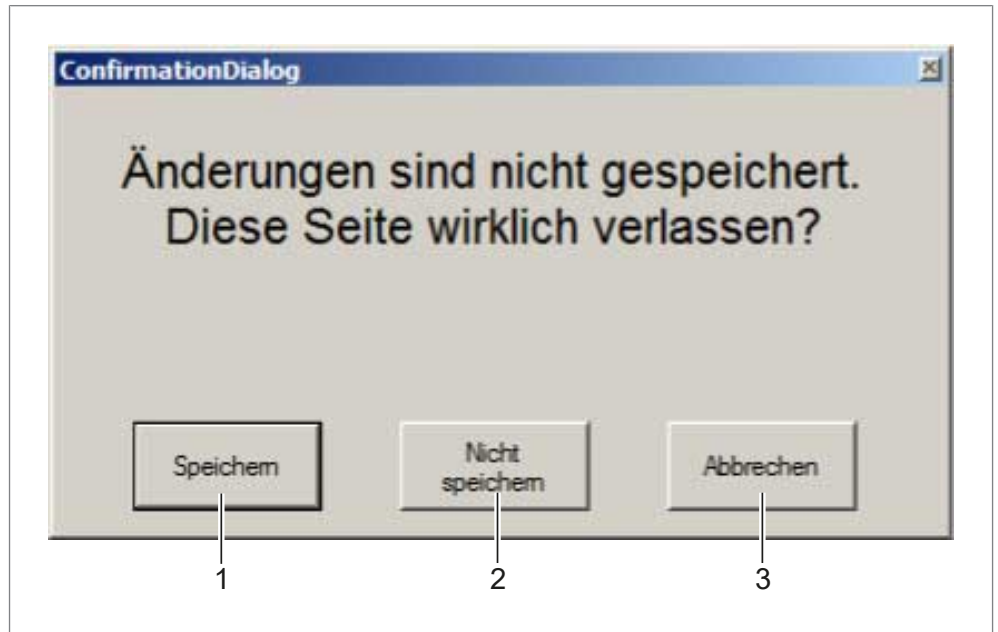 ConfirmationDialog
Änderungen sind nicht gespeichert.
Diese Seite wirklich verlassen?
Speichern
Nicht
speichern
Abbrechen
1
2
3